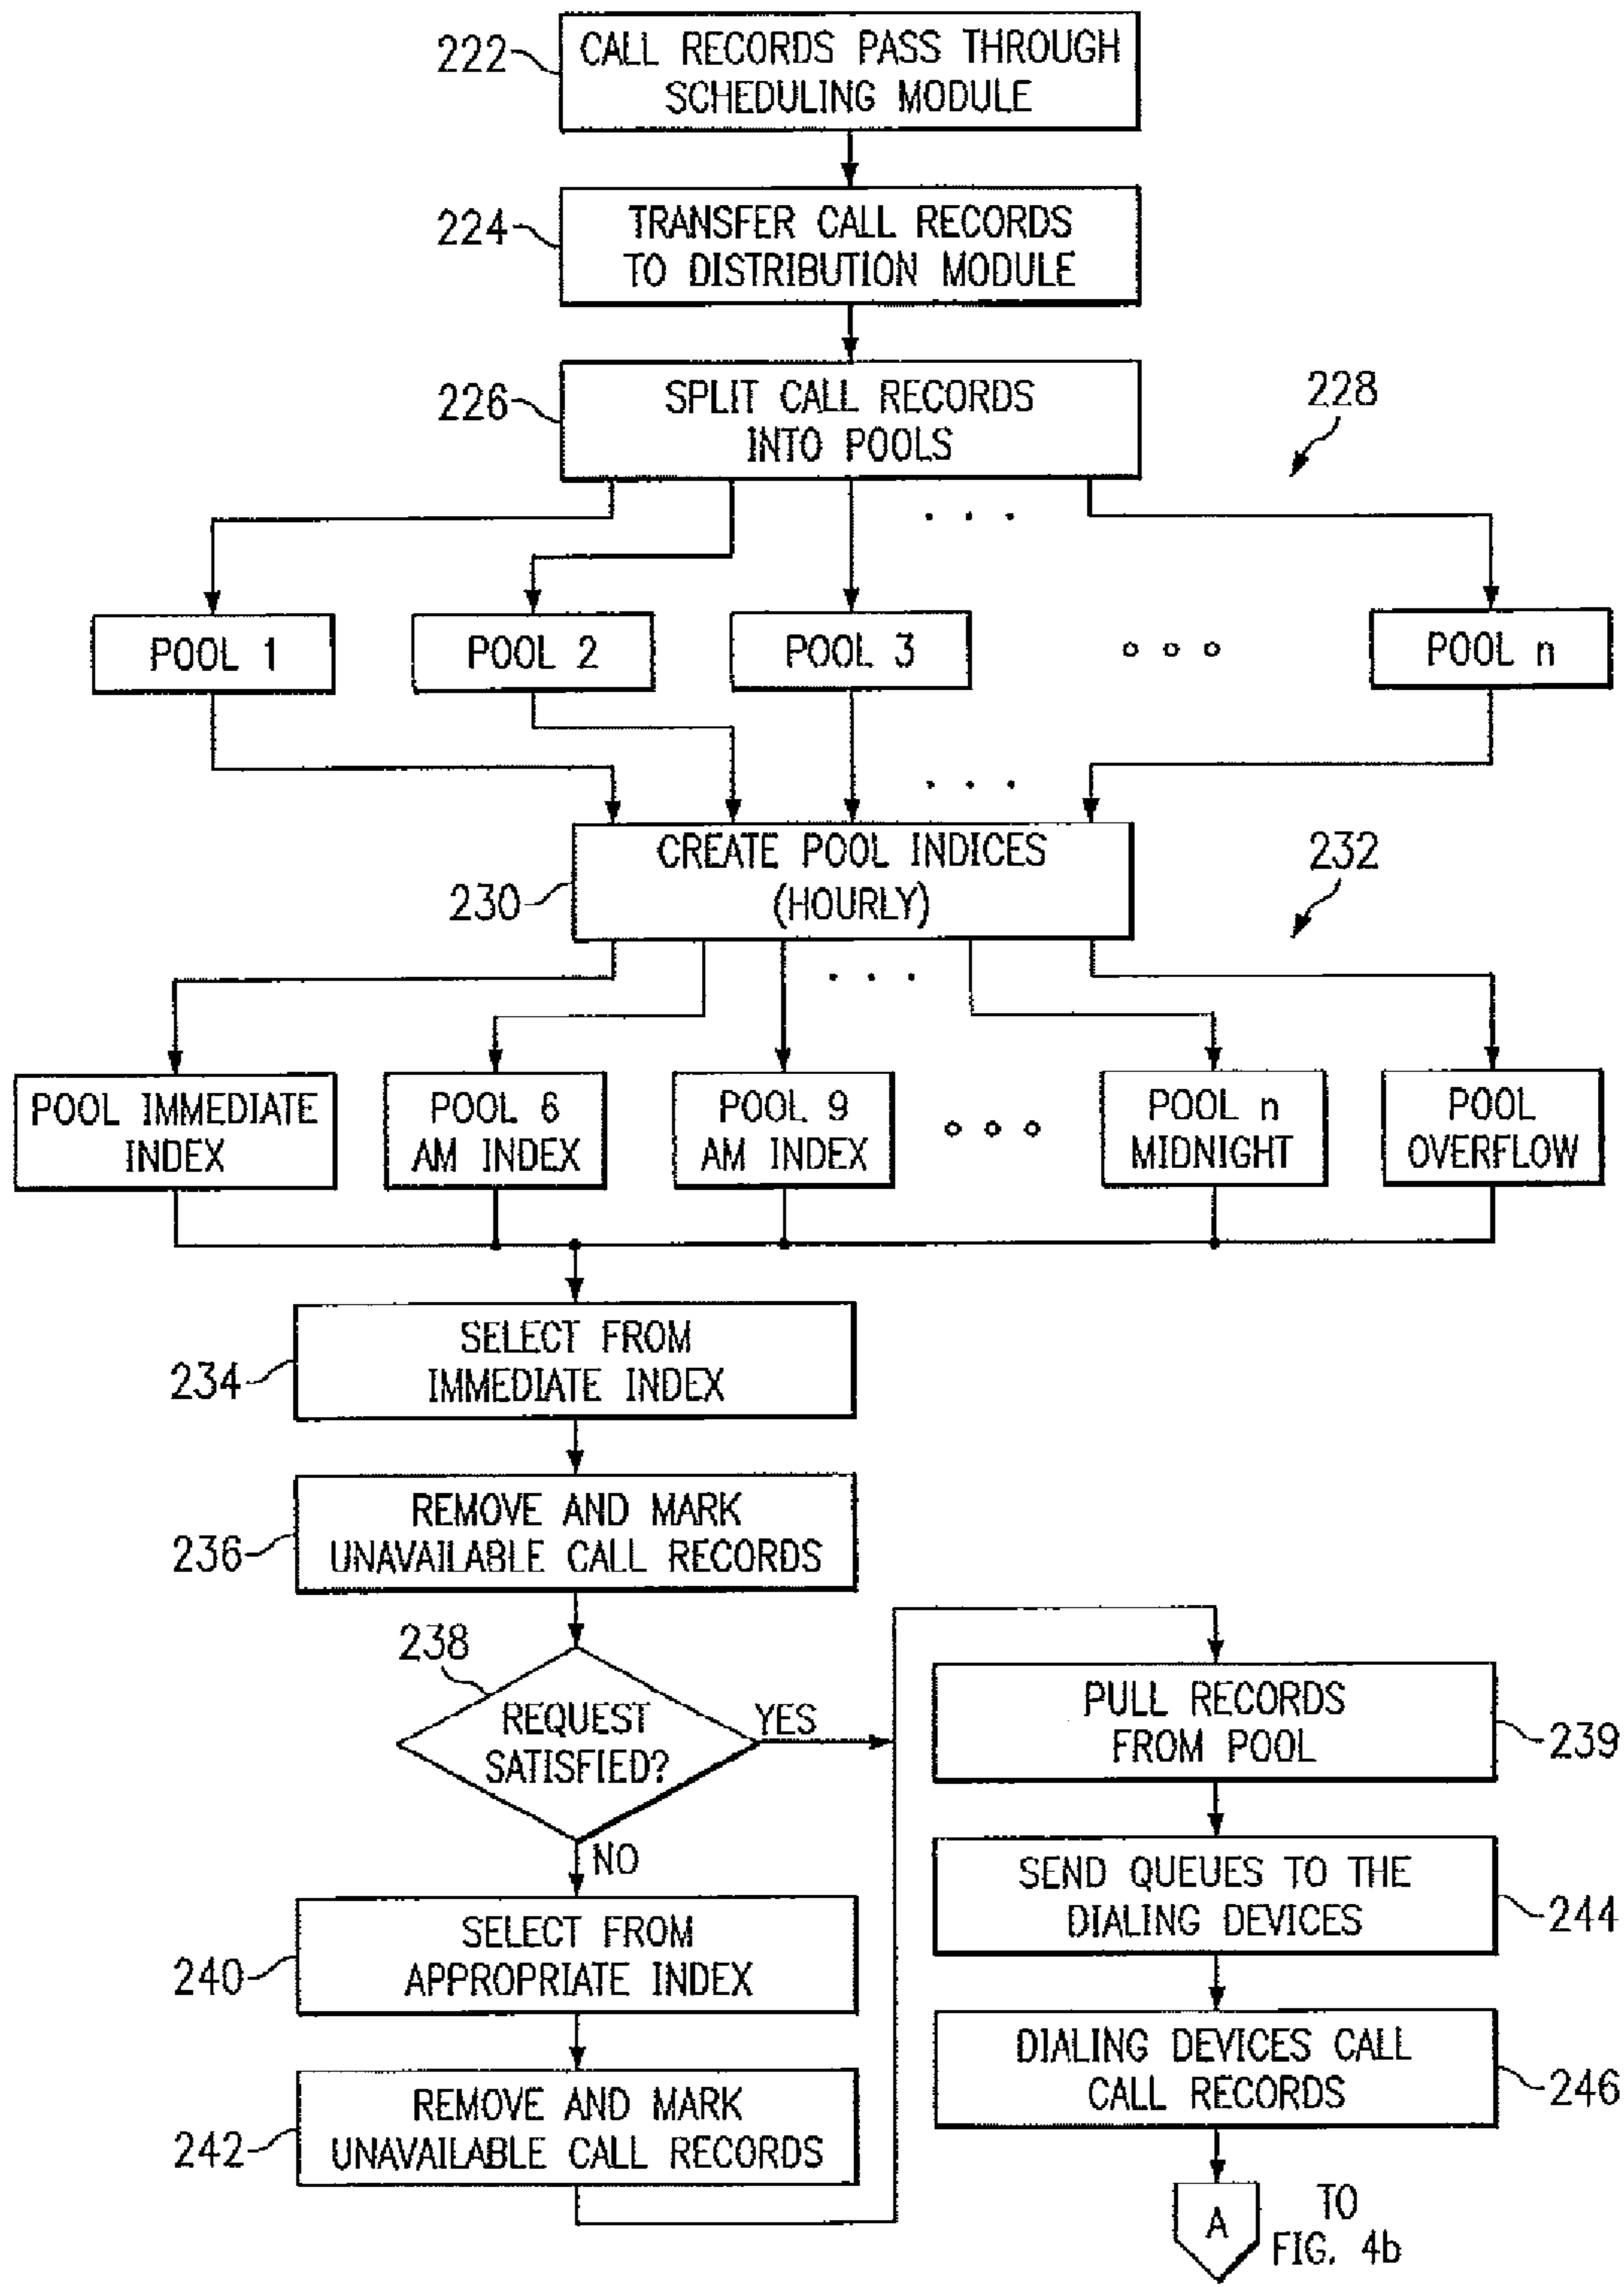 222
CALL RECORDS PASS THROUGH
SCHEDULING MODULE
224
TRANSFER CALL RECORDS
TO DISTRIBUTION MODULE
226
SPLIT CALL RECORDS
INTO POOLS
228
. . .
POOL 1
POOL 2
POOL 3
POOL n
. . .
CREATE POOL INDICES
(HOURLY)
230
232
. . .
POOL IMMEDIATE
INDEX
POOL 6
AM INDEX
POOL 9
AM INDEX
POOL n
MIDNIGHT
POOL
OVERFLOW
234
SELECT FROM
IMMEDIATE INDEX
236
REMOVE AND MARK
UNAVAILABLE CALL RECORDS
238
REQUEST
SATISFIED?
YES
NO
240
SELECT FROM
APPROPRIATE INDEX
242
REMOVE AND MARK
UNAVAILABLE CALL RECORDS
PULL RECORDS
FROM POOL
239
SEND QUEUES TO THE
DIALING DEVICES
244
DIALING DEVICES CALL
CALL RECORDS
246
A
TO
FIG. 4b